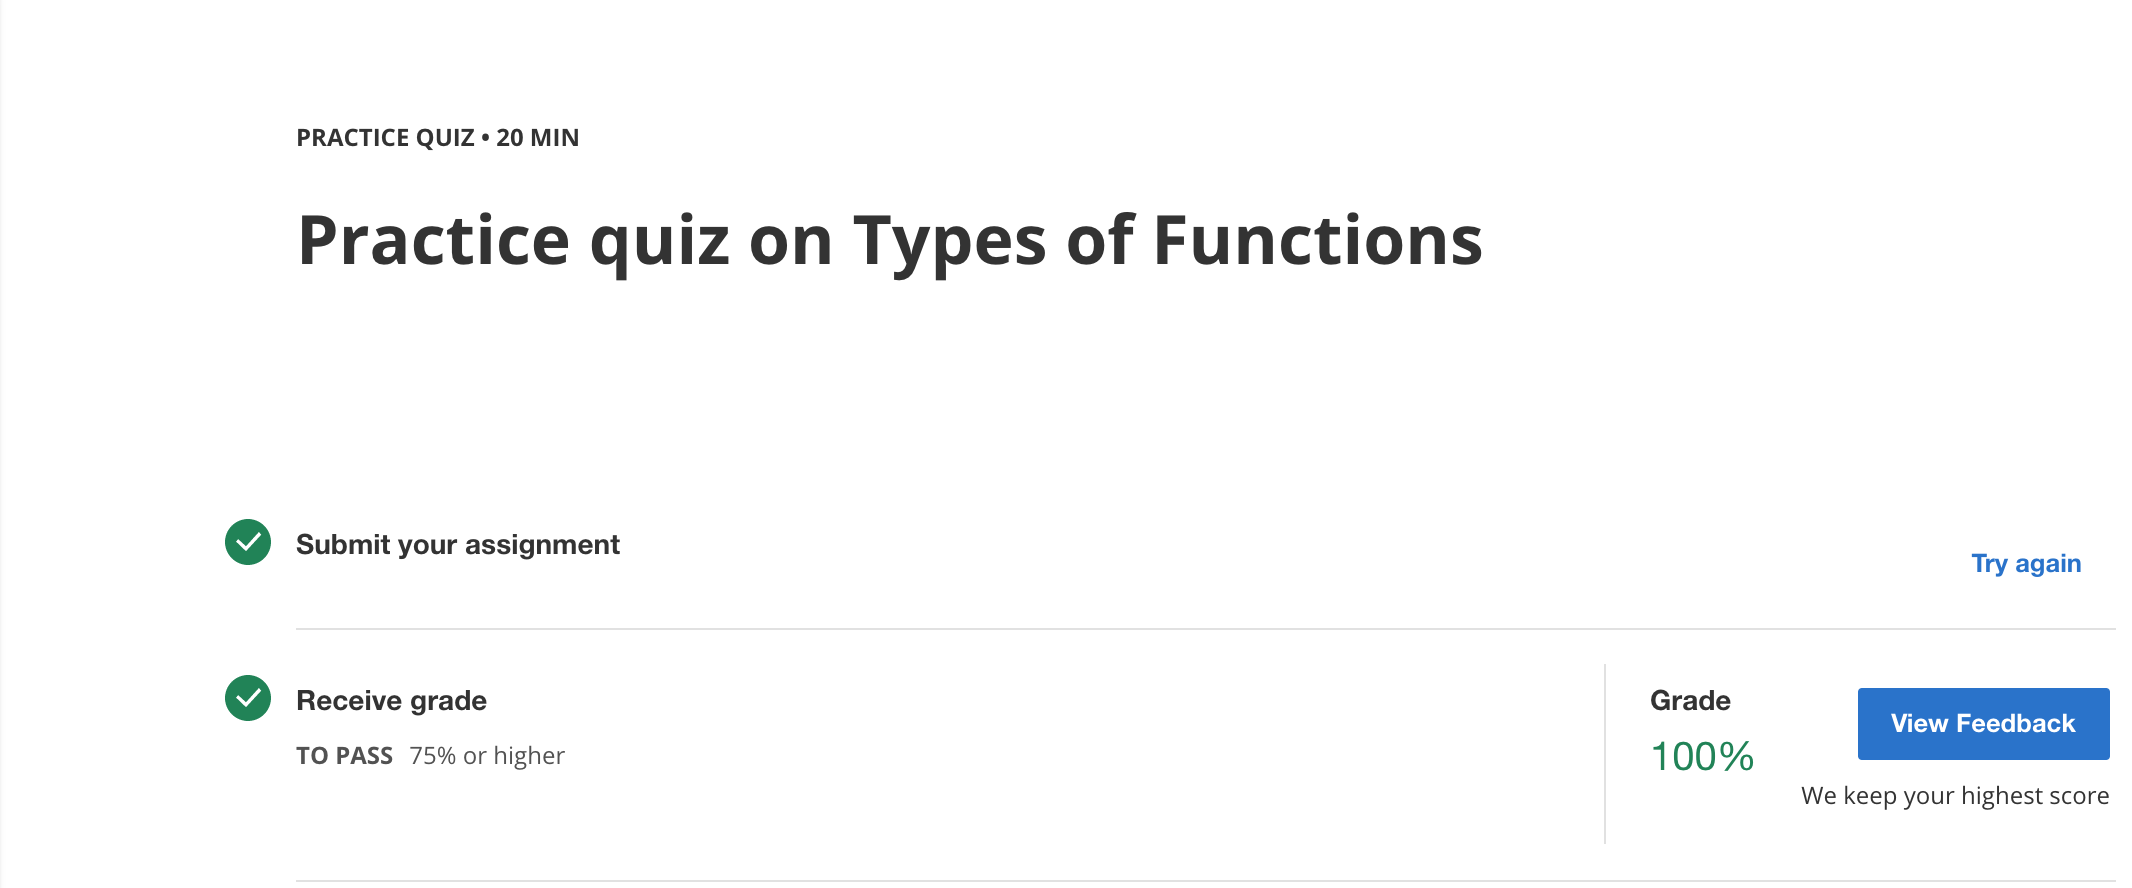 PRACTICE QUIZ • 20 MIN
Practice quiz on Types of Functions
Submit your assignment
Try again
Receive grade
TO PASS 75% or higher
Grade
100%
View Feedback
We keep your highest score